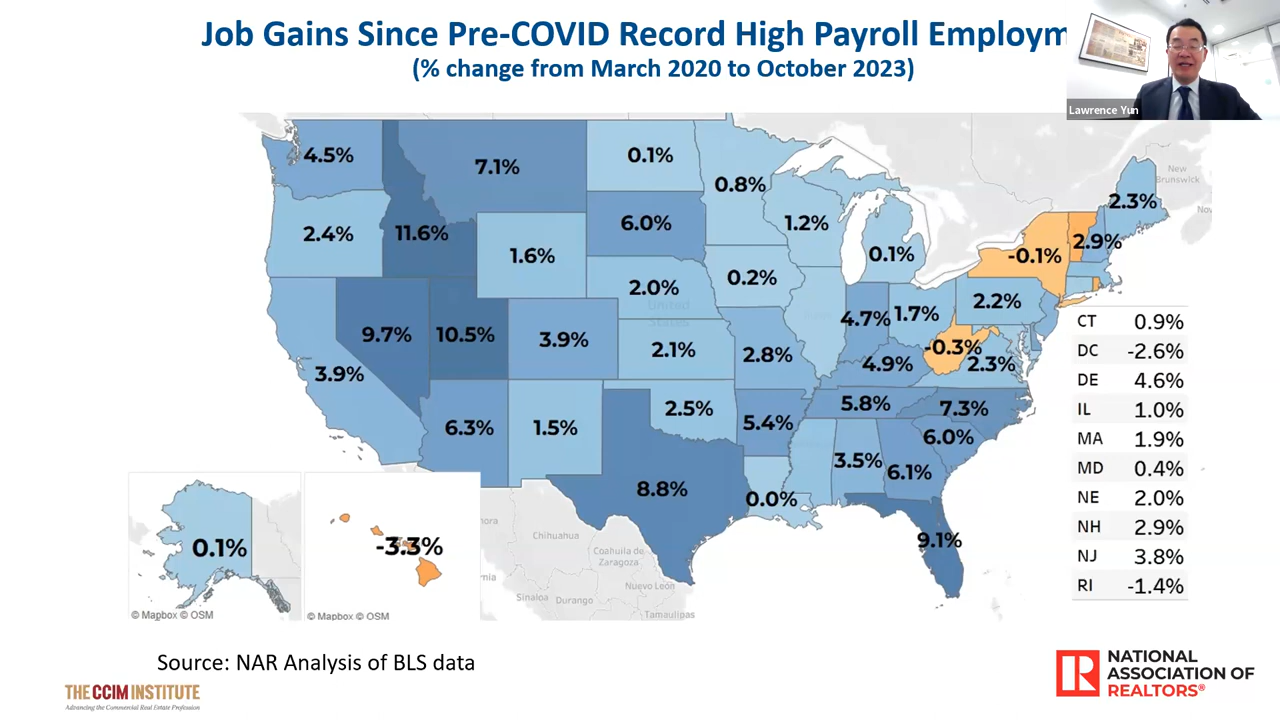 Job Gains Since Pre-COVID Record High Payroll Employm
(% change from March 2020 to October 2023)
Lawrence Yun
4.5%
7.1%
0.1%
0.8%
2.3%
New
Brunswick
2.4%
11.6%
6.0%
1.2%
2.9%
1.6%
0.1%
-0.1%
2.0%
0.2%
United
States
9.7%
10.5%
3.9%
2.1%
2.8%
4.7%
1.7%
2.2%
3.9%
4.9%
-0.3%
2.3%
6.3%
1.5%
2.5%
5.4%
5.8%
7.3%
6.0%
3.5%
6.1%
8.8%
0.0%
9.1%
0.1%
-3.3%
Chihuahua
Coahuila de
Zaragoza
Nuevo León
Sinaloa
Durango
Tamaulipas
© Mapbox © OSM
© Mapbox © OSM
CT 0.9%
DC -2.6%
DE 4.6%
IL 1.0%
MA 1.9%
MD 0.4%
NE 2.0%
NH 2.9%
NJ 3.8%
RI -1.4%
Source: NAR Analysis of BLS data
THE CCIM INSTITUTE
Advancing the Commercial Real Estate Profession
R
NATIONAL
ASSOCIATION OF
REALTORS®